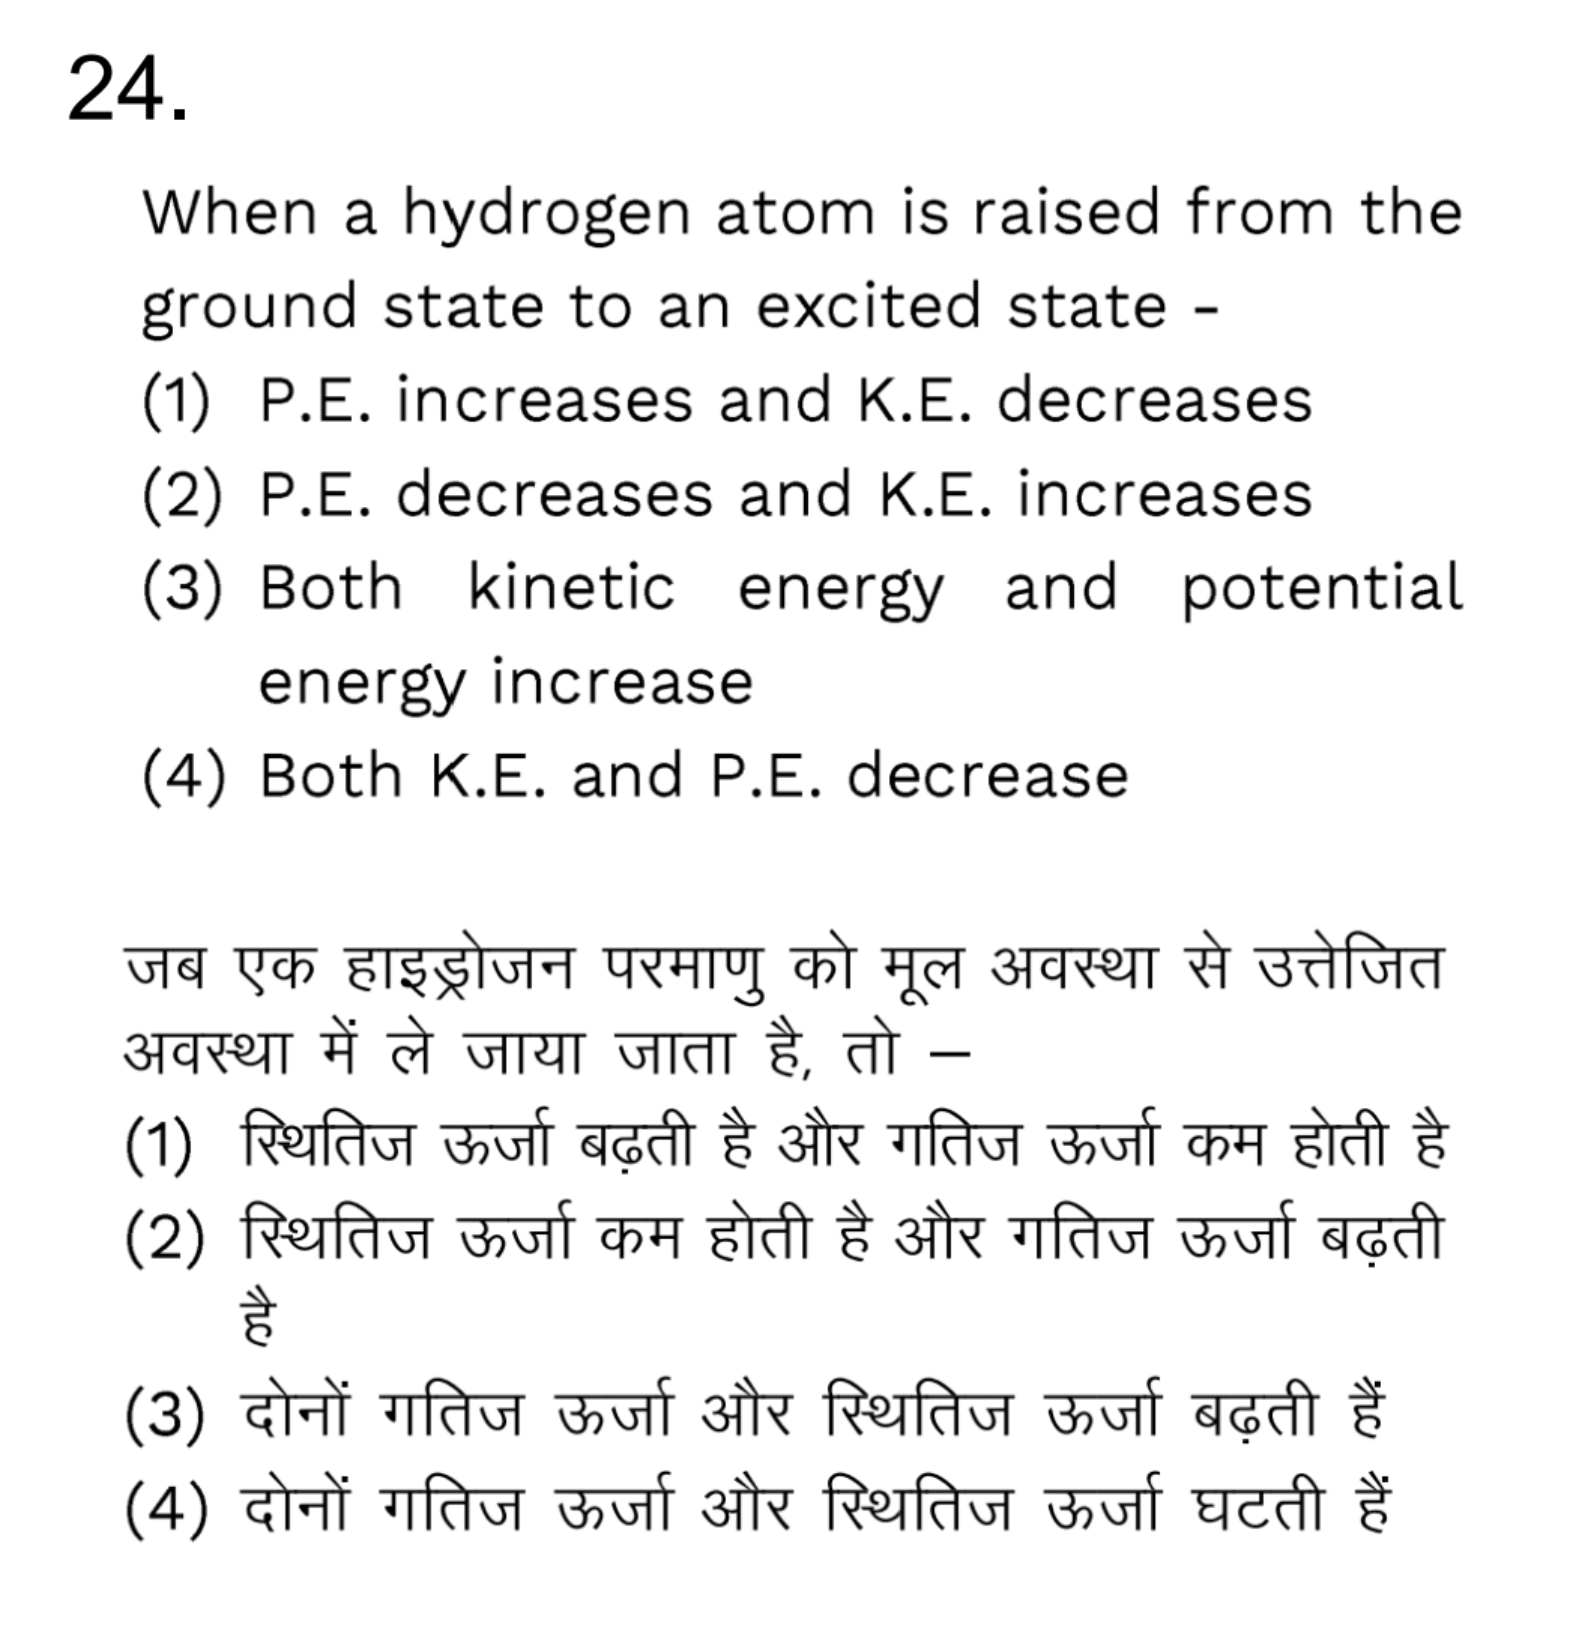 24.
When a hydrogen atom is raised from the
ground state to an excited state -
(1) P.E. increases and K.E. decreases
(2) P.E. decreases and K.E. increases
(3) Both kinetic energy and potential
energy increase
(4) Both K.E. and P.E. decrease
जब एक हाइड्रोजन परमाणु को मूल अवस्था से उत्तेजित
अवस्था में ले जाया जाता है, तो –
(1) स्थितिज ऊर्जा बढ़ती है और गतिज ऊर्जा कम होती है
(2) स्थितिज ऊर्जा कम होती है और गतिज ऊर्जा बढ़ती
है
(3) दोनों गतिज ऊर्जा और स्थितिज ऊर्जा बढ़ती हैं
(4) दोनों गतिज ऊर्जा और स्थितिज ऊर्जा घटती हैं